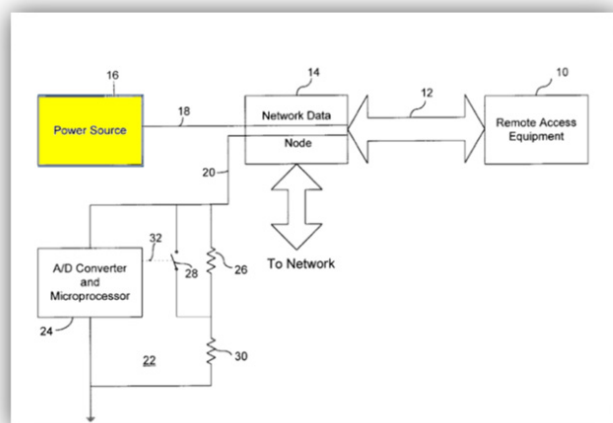 16
Power Source
18
14
Network Data
Node
12
10
Remote Access
Equipment
20
To Network
32
28
26
A/D Converter
and
Microprocessor
24
22
30